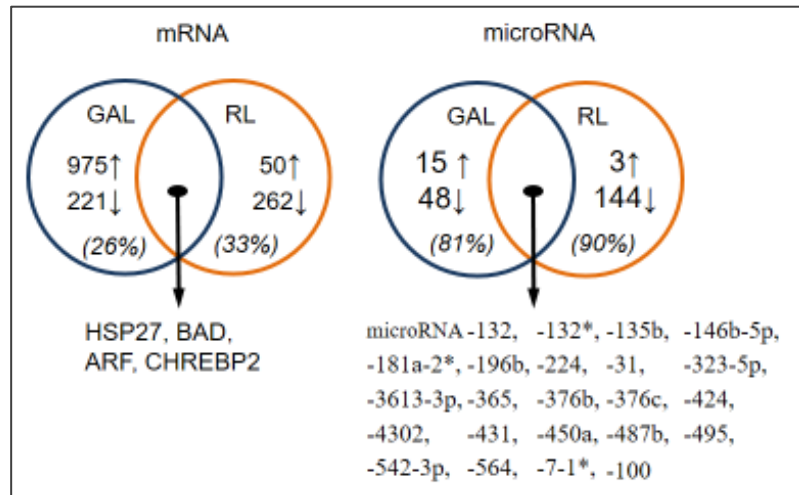 mRNA microRNA
GAL RL GAL RL
975↑ 50↑ 15 ↑ 3↑
221↓ 262↓ 48↓ 144↓
(26%) (33%) (81%) (90%)
HSP27, BAD,
ARF, CHREBP2
microRNA -132, -132*, -135b, -146b-5p,
-181a-2*, -196b, -224, -31, -323-5p,
-3613-3p, -365, -376b, -376c, -424,
-4302, -431, -450a, -487b, -495,
-542-3p, -564, -7-1*, -100